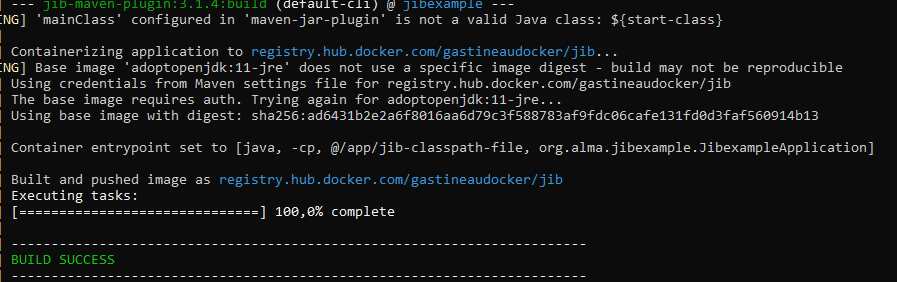 --- jib-maven-plugin:3.1.4:build (default-cli) @ jibexample ---
ING] 'mainClass' configured in 'maven-jar-plugin' is not a valid Java class: ${start-class}
Containerizing application to registry.hub.docker.com/gastineaudocker/jib...
ING] Base image 'adoptopenjdk:11-jre' does not use a specific image digest - build may not be reproducible
Using credentials from Maven settings file for registry.hub.docker.com/gastineaudocker/jib
The base image requires auth. Trying again for adoptopenjdk:11-jre...
Using base image with digest: sha256:ad6431b2e2a6f8016aa6d79c3f588783af9fdc06cafe131fd0d3faf560914b13
Container entrypoint set to [java, -cp, @/app/jib-classpath-file, org.alma.jibexample.JibexampleApplication]
Built and pushed image as registry.hub.docker.com/gastineaudocker/jib
Executing tasks:
[==============================] 100,0% complete
------------------------------------------------------------------------
BUILD SUCCESS
------------------------------------------------------------------------